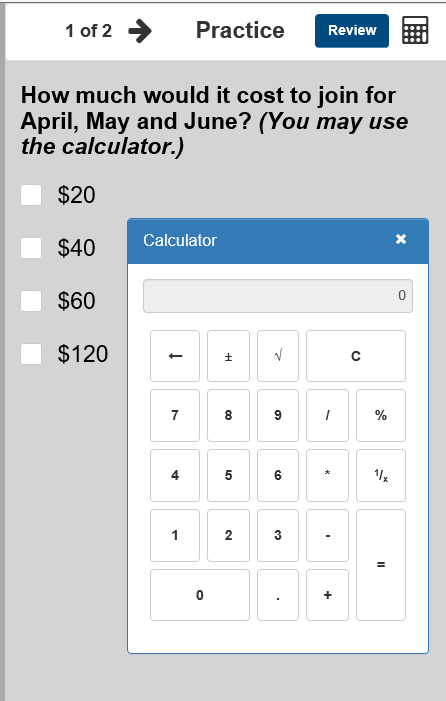 1 of 2 Practice Review
How much would it cost to join for
April, May and June? (You may use
the calculator.)
$20
$40
$60
$120
Calculator ×
0
← ± √ C
7 8 9 / %
4 5 6 * 1/x
1 2 3 - =
0 . +